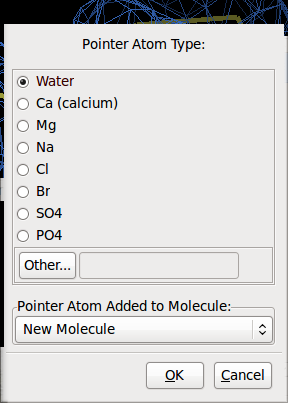 Pointer Atom Type:
Water
Ca (calcium)
Mg
Na
Cl
Br
SO4
PO4
Other...
Pointer Atom Added to Molecule:
New Molecule
OK
Cancel